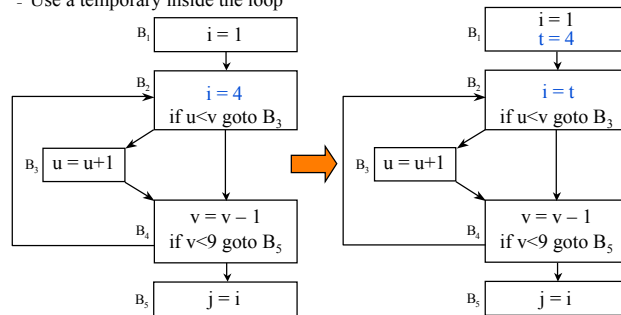 - Use a temporary inside the loop
B1
i = 1
B2
i = 4
if u<v goto B3
B3
u = u+1
B4
v = v – 1
if v<9 goto B5
B5
j = i
B1
i = 1
t = 4
B2
i = t
if u<v goto B3
B3
u = u+1
B4
v = v – 1
if v<9 goto B5
B5
j = i